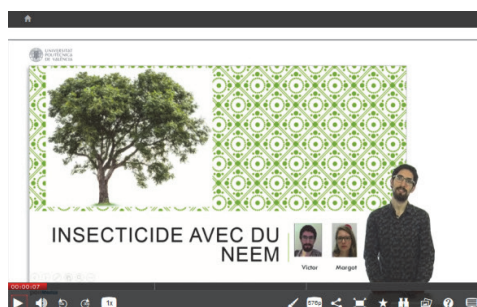 UNIVERSITAT
POLITÈCNICA
DE VALÈNCIA
INSECTICIDE AVEC DU
NEEM
Victor
Margot
00:00:07
1x
576p